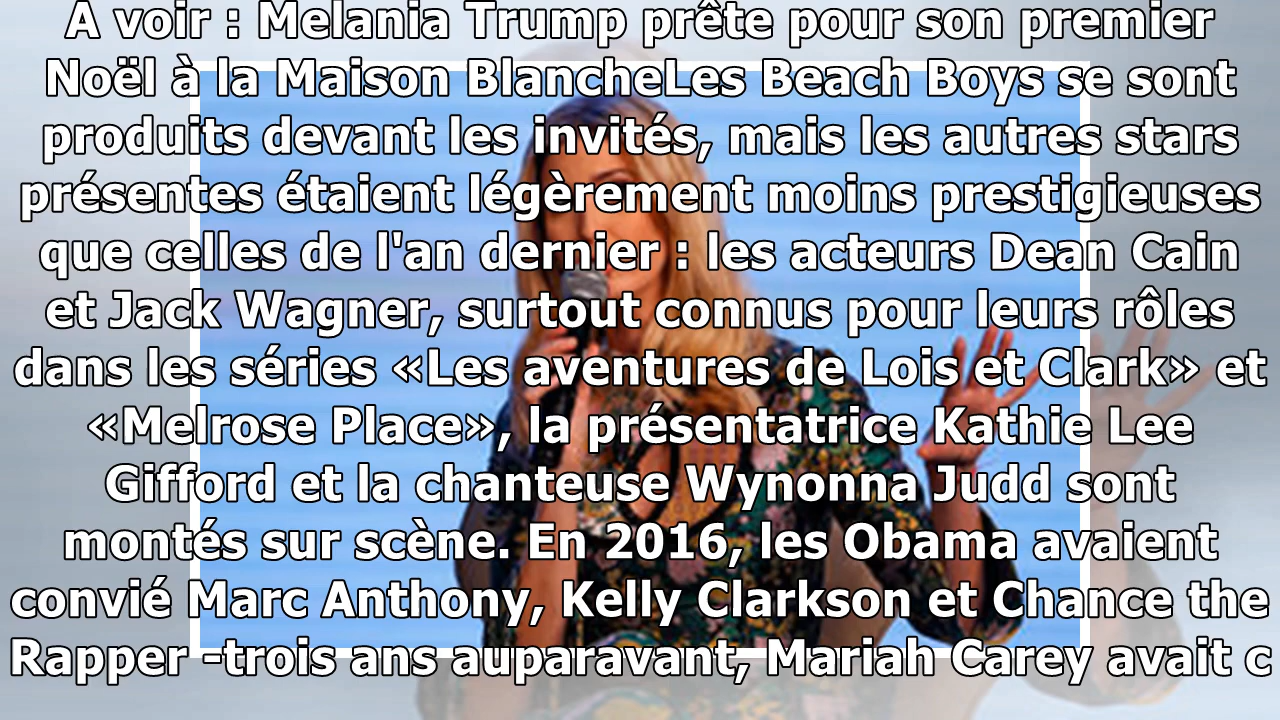 A voir : Melania Trump prête pour son premier
Noël à la Maison BlancheLes Beach Boys se sont
produits devant les invités, mais les autres stars
présentes étaient légèrement moins prestigieuses
que celles de l'an dernier : les acteurs Dean Cain
et Jack Wagner, surtout connus pour leurs rôles
dans les séries «Les aventures de Lois et Clark» et
«Melrose Place», la présentatrice Kathie Lee
Gifford et la chanteuse Wynonna Judd sont
montés sur scène. En 2016, les Obama avaient
convié Marc Anthony, Kelly Clarkson et Chance the
Rapper -trois ans auparavant, Mariah Carey avait c